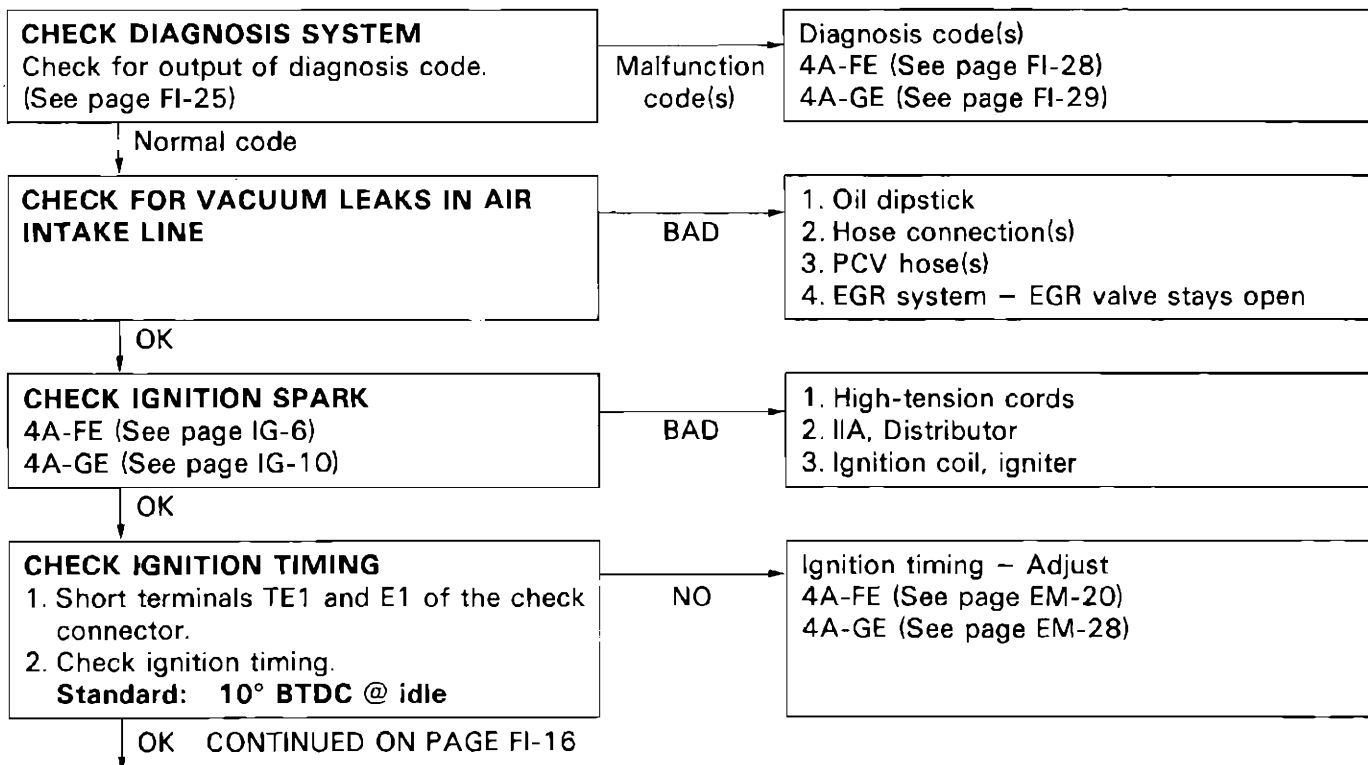 CHECK DIAGNOSIS SYSTEM
Check for output of diagnosis code.
(See page FI-25)
Malfunction
code(s)
Diagnosis code(s)
4A-FE (See page FI-28)
4A-GE (See page FI-29)
Normal code
CHECK FOR VACUUM LEAKS IN AIR
INTAKE LINE
BAD
1. Oil dipstick
2. Hose connection(s)
3. PCV hose(s)
4. EGR system – EGR valve stays open
OK
CHECK IGNITION SPARK
4A-FE (See page IG-6)
4A-GE (See page IG-10)
BAD
1. High-tension cords
2. IIA, Distributor
3. Ignition coil, igniter
OK
CHECK IGNITION TIMING
1. Short terminals TE1 and E1 of the check
connector.
2. Check ignition timing.
Standard: 10° BTDC @ idle
NO
Ignition timing – Adjust
4A-FE (See page EM-20)
4A-GE (See page EM-28)
OK CONTINUED ON PAGE FI-16